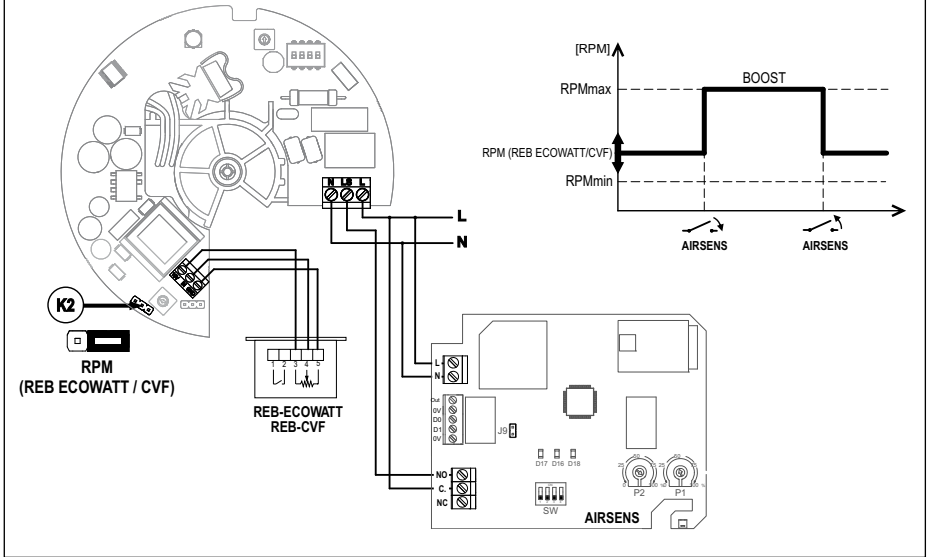 [RPM]
RPMmax
BOOST
RPM (REB ECOWATT/CVF)
RPMmin
AIRSENS
AIRSENS
N LS L
L
N
K2
RPM
(REB ECOWATT / CVF)
1 2 3 4 5
REB-ECOWATT
REB-CVF
L
N
Out
0V
D0
D1
0V
J9
D17 D16 D18
NO
C.
NC
SW
P2
P1
AIRSENS